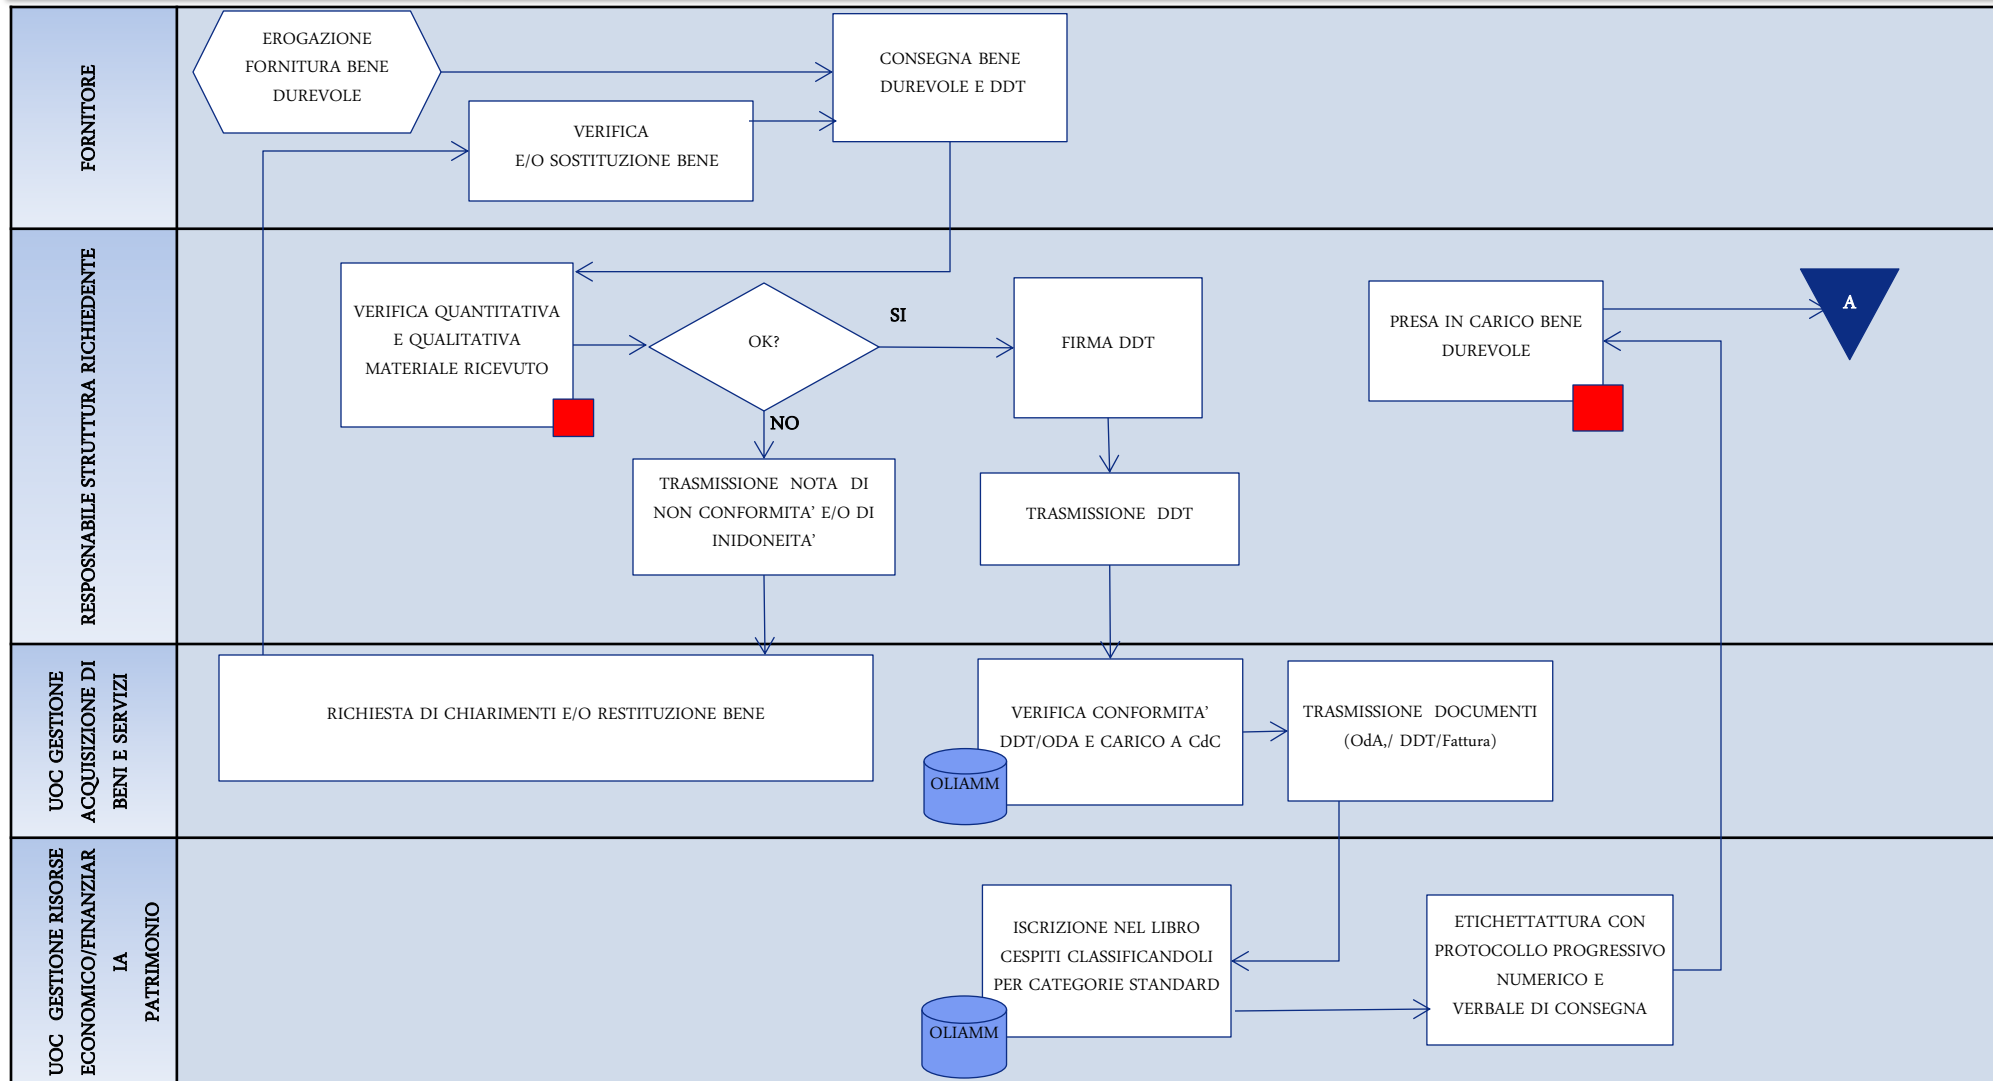 FORNITORE
EROGAZIONE
FORNITURA BENE
DUREVOLE
VERIFICA
E/O SOSTITUZIONE BENE
CONSEGNA BENE
DUREVOLE E DDT
RESPOSNABILE STRUTTURA RICHIEDENTE
VERIFICA QUANTITATIVA
E QUALITATIVA
MATERIALE RICEVUTO
OK?
SI
NO
FIRMA DDT
PRESA IN CARICO BENE
DUREVOLE
A
TRASMISSIONE NOTA DI
NON CONFORMITA’ E/O DI
INIDONEITA’
TRASMISSIONE DDT
UOC GESTIONE
ACQUISIZIONE DI
BENI E SERVIZI
RICHIESTA DI CHIARIMENTI E/O RESTITUZIONE BENE
VERIFICA CONFORMITA’
DDT/ODA E CARICO A CdC
OLIAMM
TRASMISSIONE DOCUMENTI
(OdA,/ DDT/Fattura)
UOC GESTIONE RISORSE
ECONOMICO/FINANZIAR
IA
PATRIMONIO
ISCRIZIONE NEL LIBRO
CESPITI CLASSIFICANDOLI
PER CATEGORIE STANDARD
OLIAMM
ETICHETTATTURA CON
PROTOCOLLO PROGRESSIVO
NUMERICO E
VERBALE DI CONSEGNA